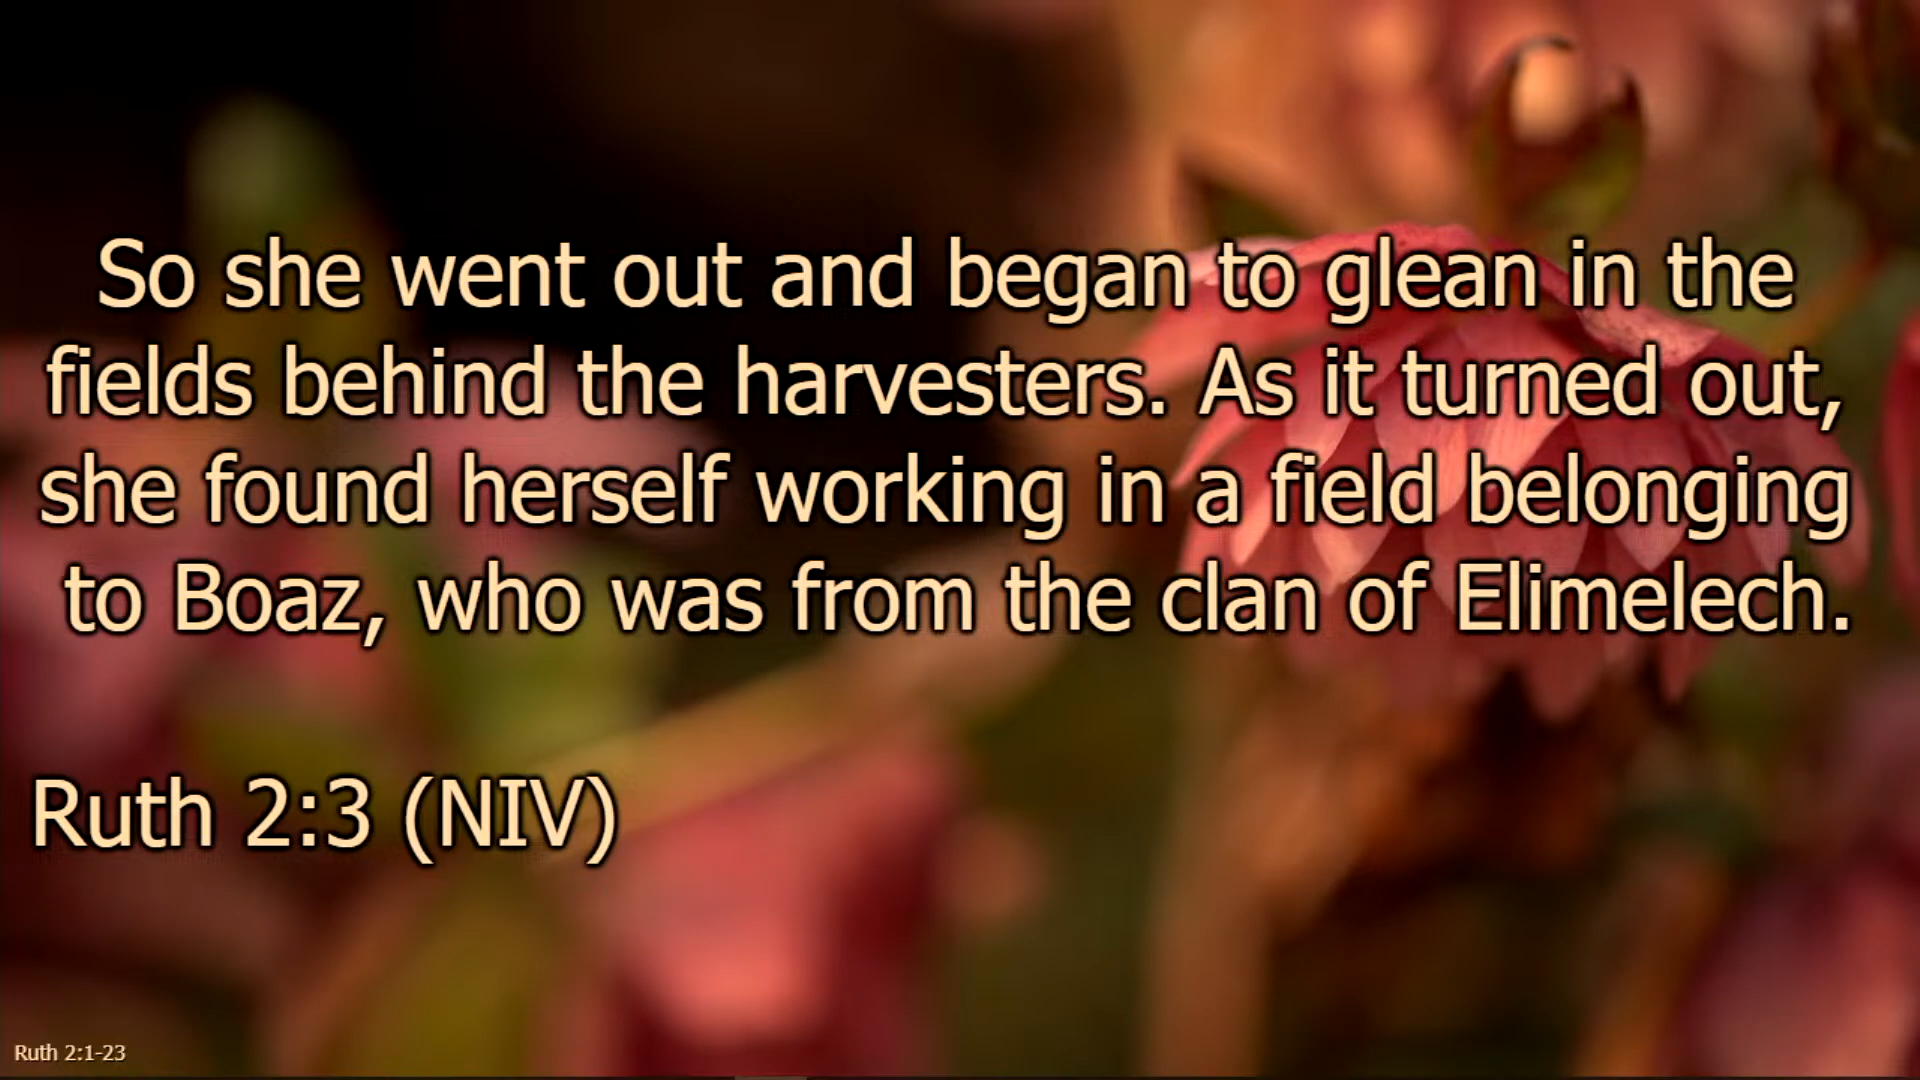 So she went out and began to glean in the
fields behind the harvesters. As it turned out,
she found herself working in a field belonging
to Boaz, who was from the clan of Elimelech.
Ruth 2:3 (NIV)
Ruth 2:1-23